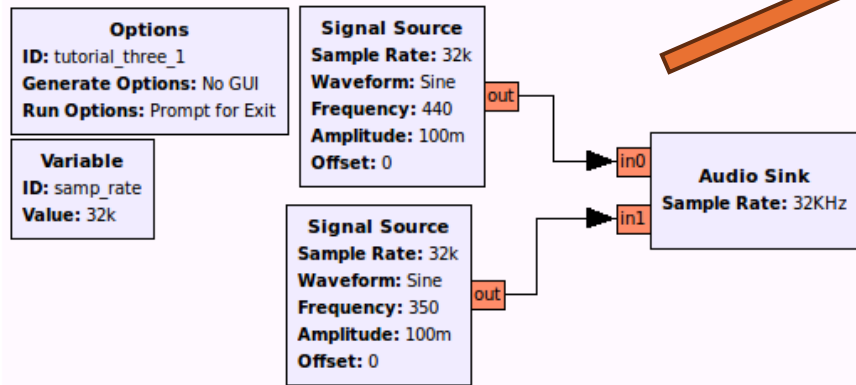 Options
ID: tutorial_three_1
Generate Options: No GUI
Run Options: Prompt for Exit
Variable
ID: samp_rate
Value: 32k
Signal Source
Sample Rate: 32k
Waveform: Sine
Frequency: 440
Amplitude: 100m
Offset: 0
out
Signal Source
Sample Rate: 32k
Waveform: Sine
Frequency: 350
Amplitude: 100m
Offset: 0
out
in0
in1
Audio Sink
Sample Rate: 32KHz